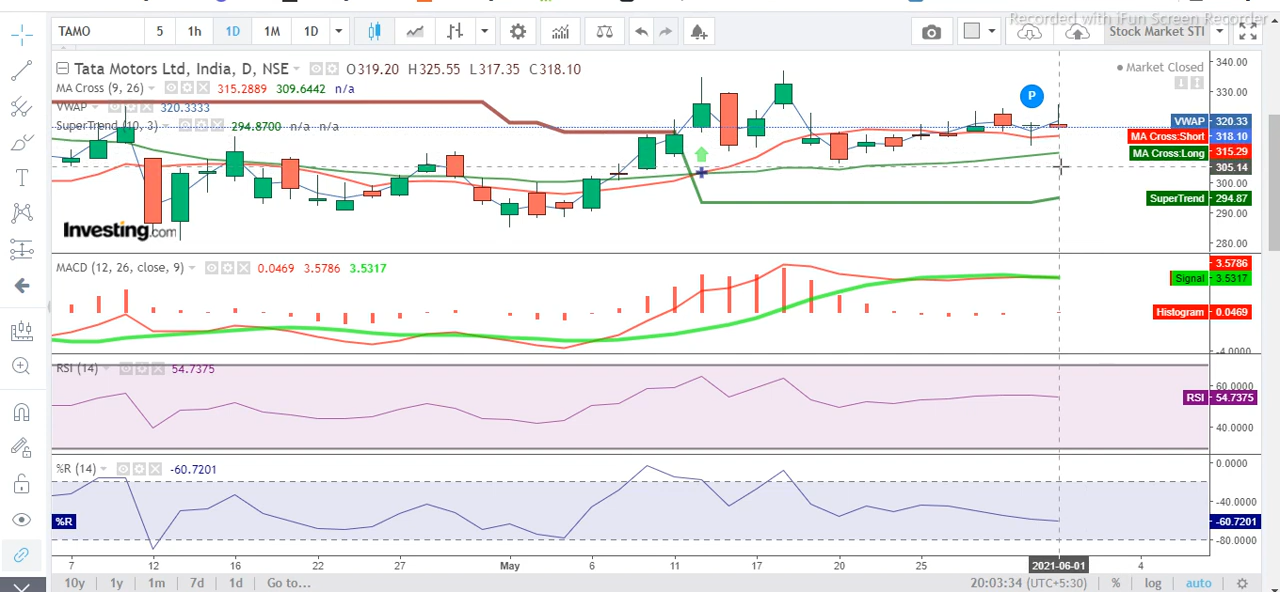 Recorded with iFun Screen Recorder
TAMO 5 1h 1D 1M 1D Stock Market STI
Tata Motors Ltd, India, D, NSE O319.20 H325.55 L317.35 C318.10
Market Closed
MA Cross (9, 26) 315.2889 309.6442 n/a
VWAP 320.3333
SuperTrend (10, 3) 294.8700 n/a n/a
P
340.00
330.00
VWAP 320.33
318.10
MA Cross:Short 315.29
MA Cross:Long
305.14
300.00
SuperTrend 294.87
290.00
280.00
Investing.com
MACD (12, 26, close, 9) 0.0469 3.5786 3.5317
3.5786
Signal 3.5317
Histogram 0.0469
-4.0000
RSI (14) 54.7375
60.0000
RSI 54.7375
40.0000
%R (14) -60.7201
0.0000
-40.0000
%R -60.7201
-80.0000
7 12 16 22 27 May 6 11 17 20 25 2021-06-01 4
10y 1y 1m 7d 1d Go to... 20:03:34 (UTC+5:30) % log auto